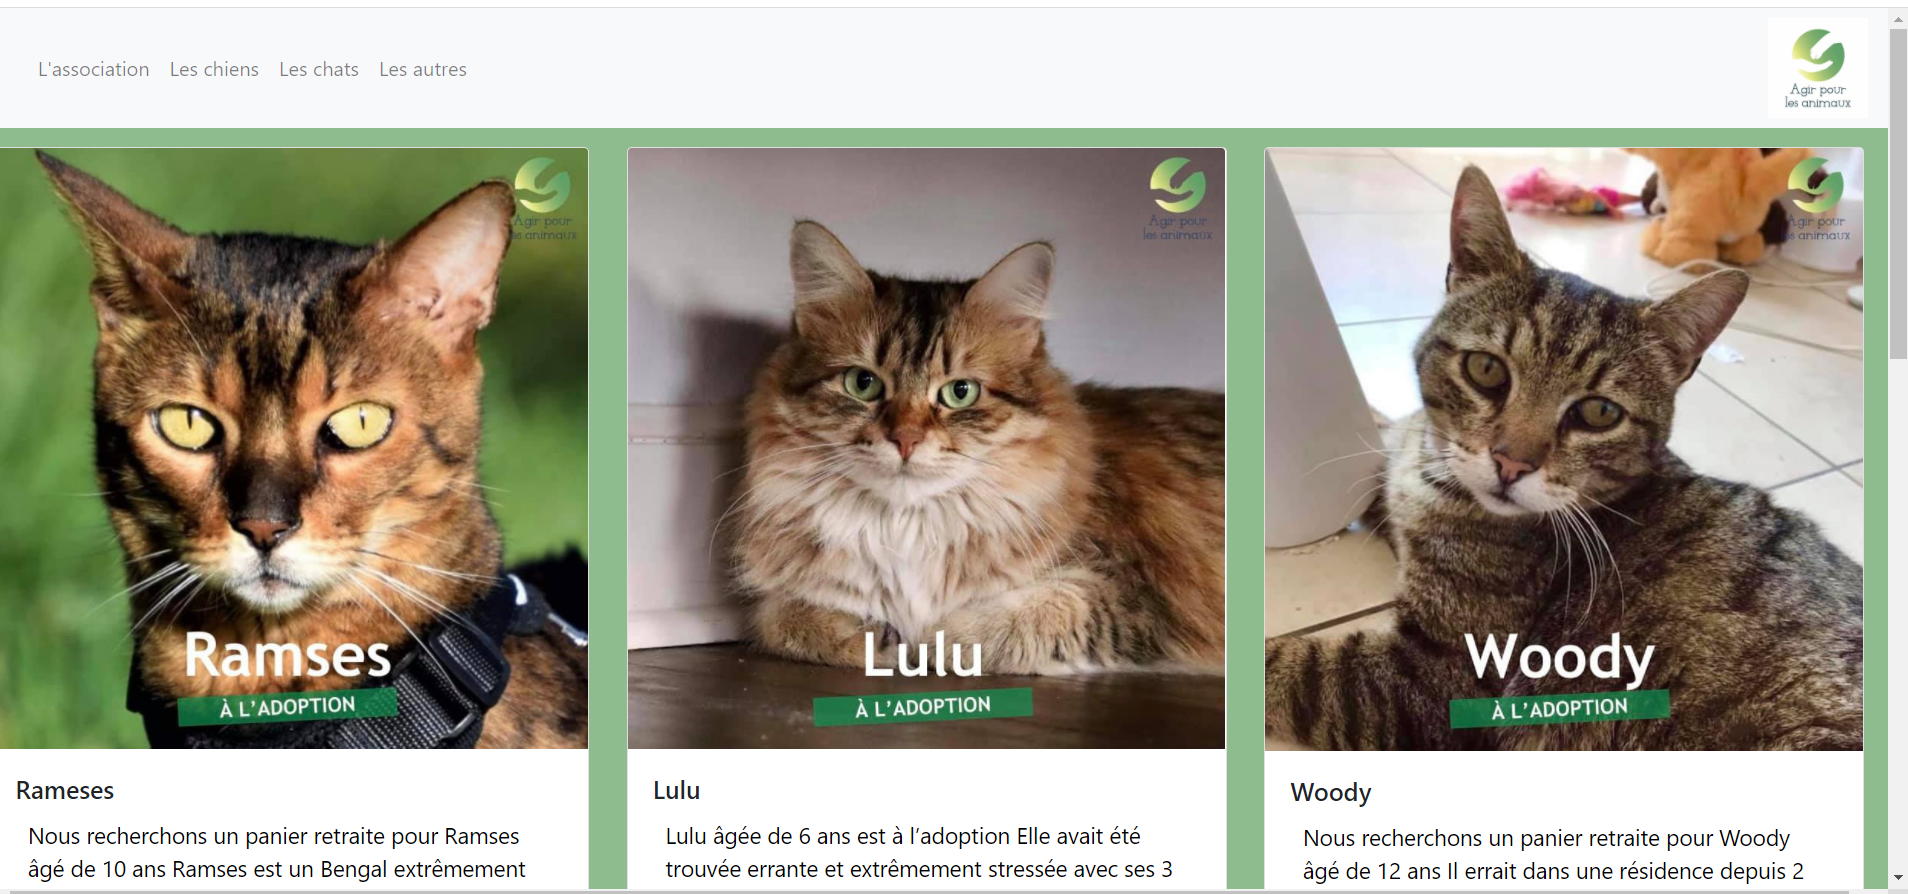 L'association Les chiens Les chats Les autres
Agir pour
les animaux
Agir pour
les animaux
Ramses
À L'ADOPTION
Rameses
Nous recherchons un panier retraite pour Ramses
âgé de 10 ans Ramses est un Bengal extrêmement
Agir pour
les animaux
Lulu
À L'ADOPTION
Lulu
Lulu âgée de 6 ans est à l’adoption Elle avait été
trouvée errante et extrêmement stressée avec ses 3
Agir pour
les animaux
Woody
À L'ADOPTION
Woody
Nous recherchons un panier retraite pour Woody
âgé de 12 ans Il errait dans une résidence depuis 2